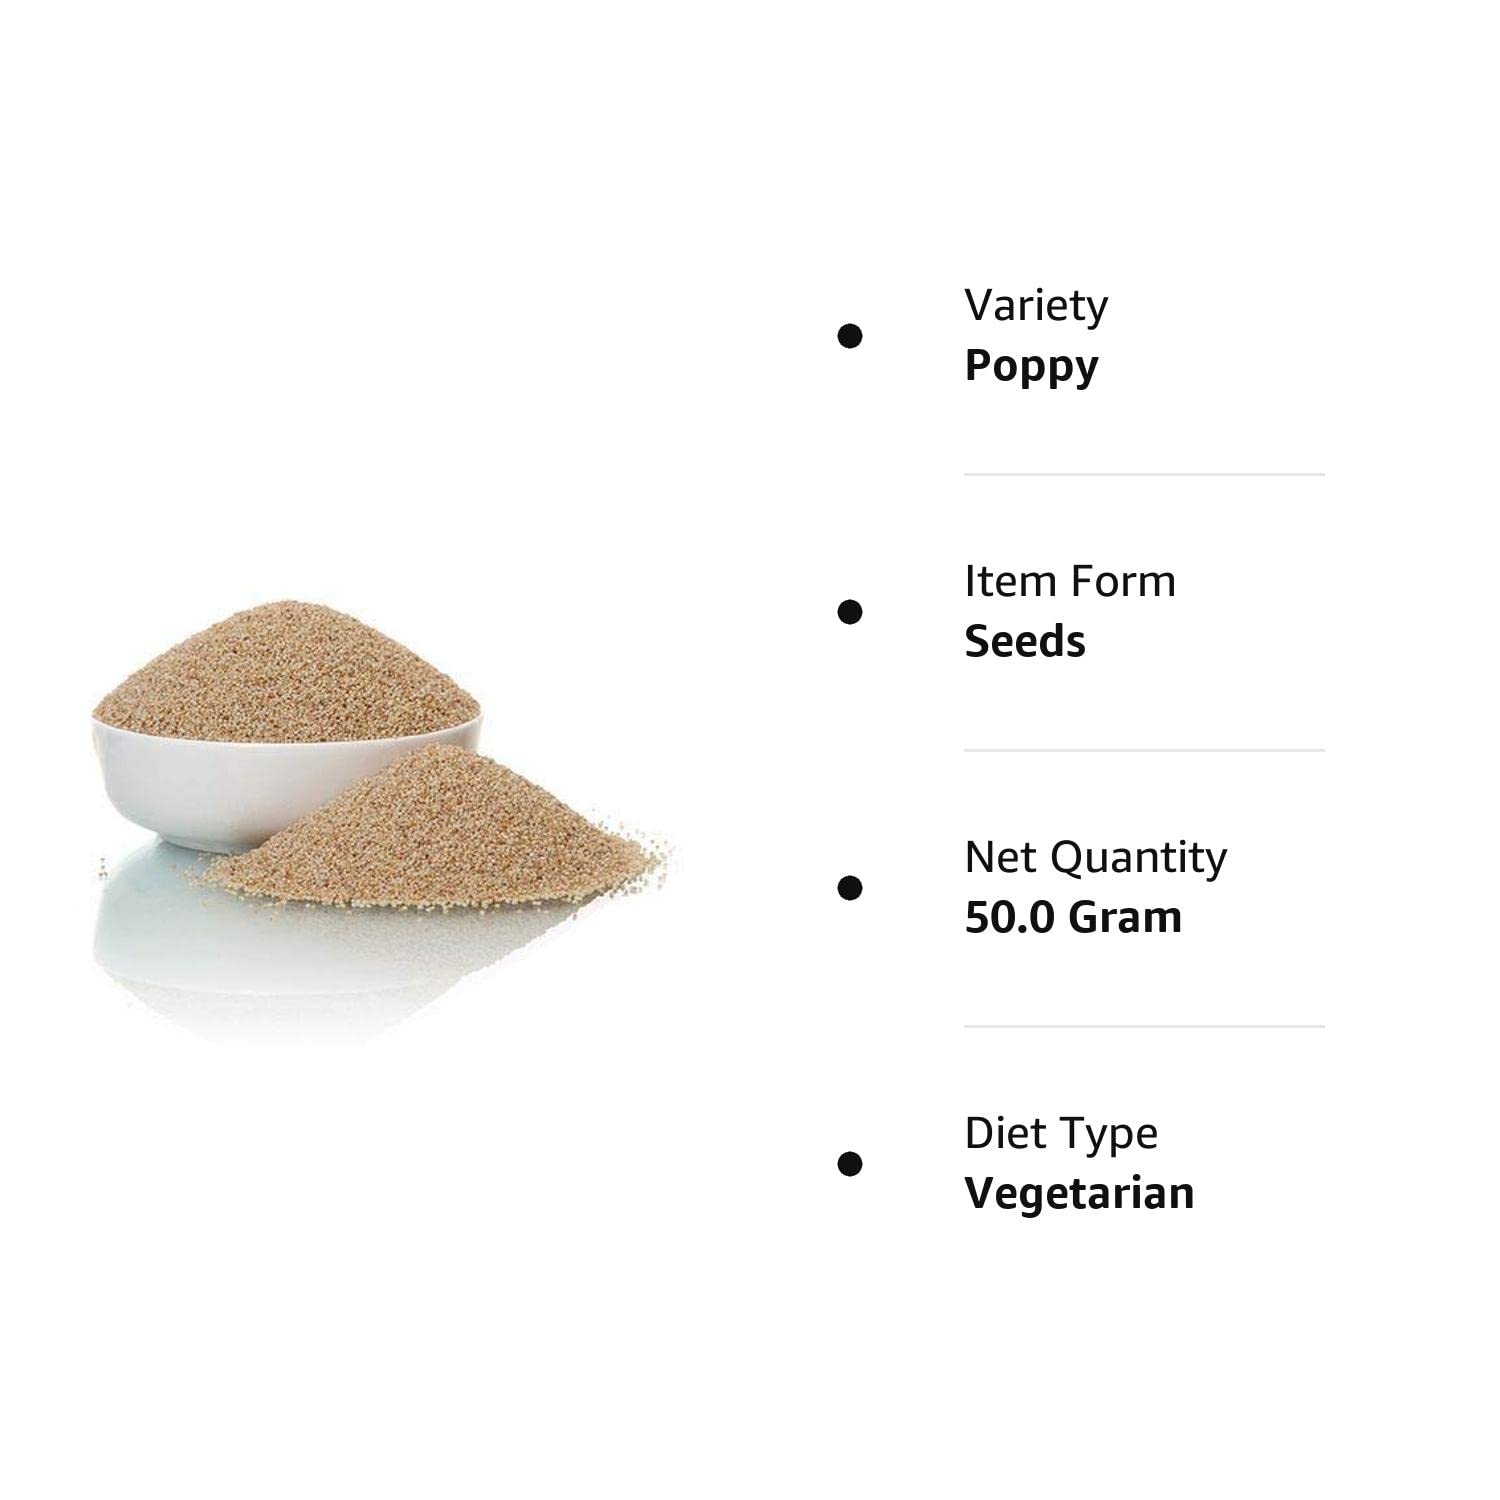 Variety
Poppy
Item Form
Seeds
Net Quantity
50.0 Gram
Diet Type
Vegetarian